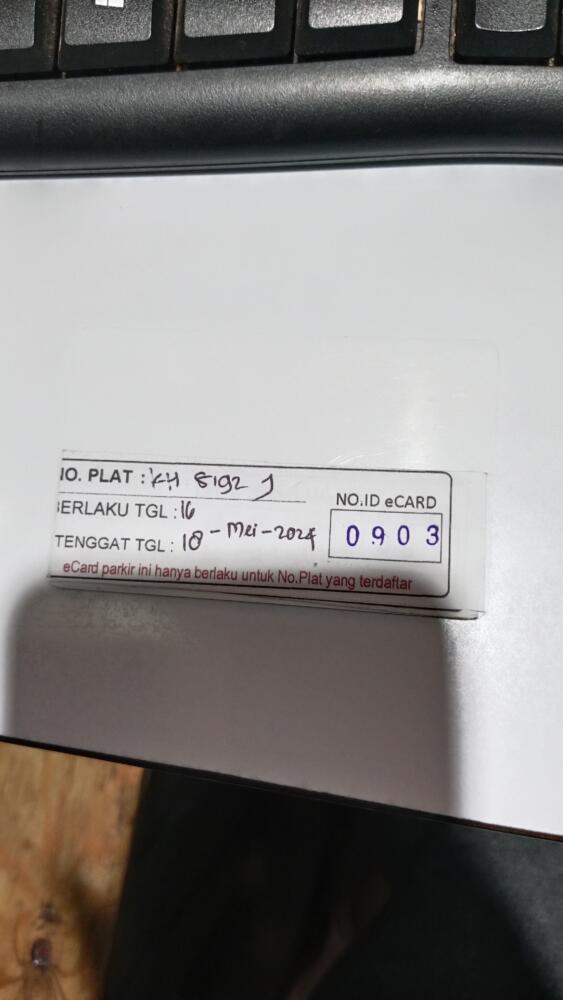 NO. PLAT : KH 8192 J
BERLAKU TGL : 16
TENGGAT TGL : 18 - Mei - 2024
NO.ID eCARD
0903
eCard parkir ini hanya berlaku untuk No.Plat yang terdaftar